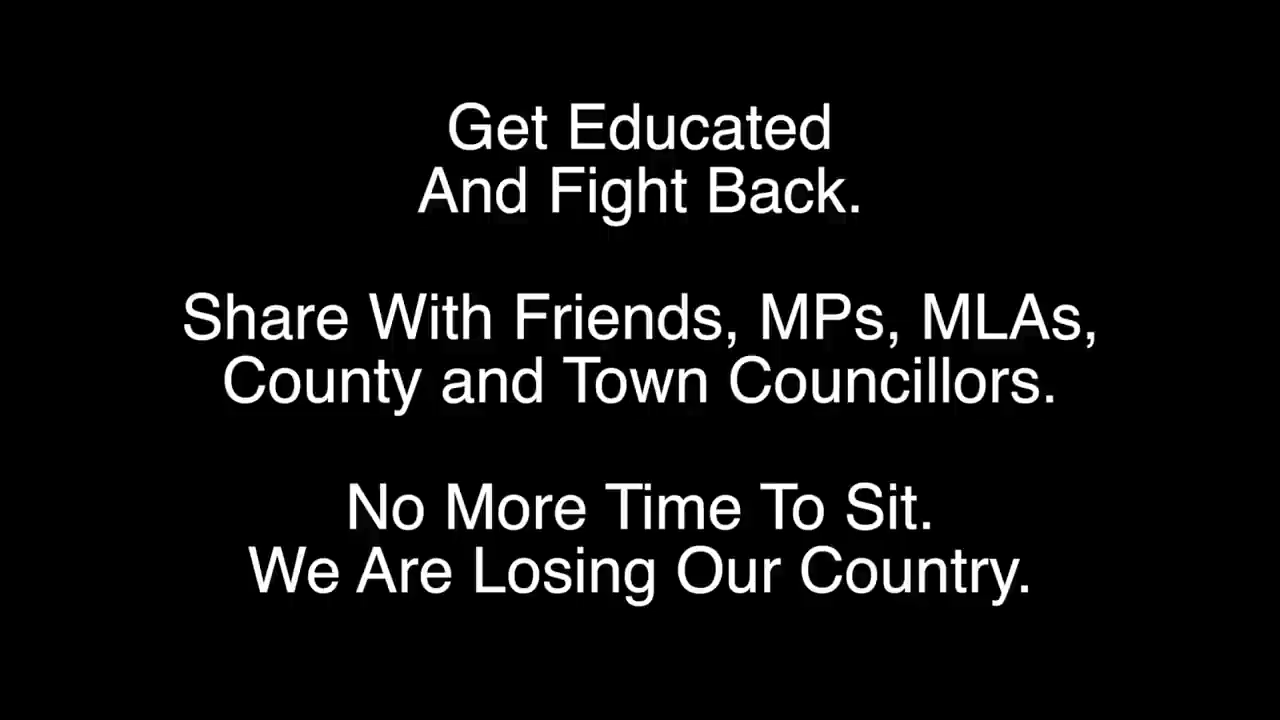 Get Educated
And Fight Back.
Share With Friends, MPs, MLAs,
County and Town Councillors.
No More Time To Sit.
We Are Losing Our Country.